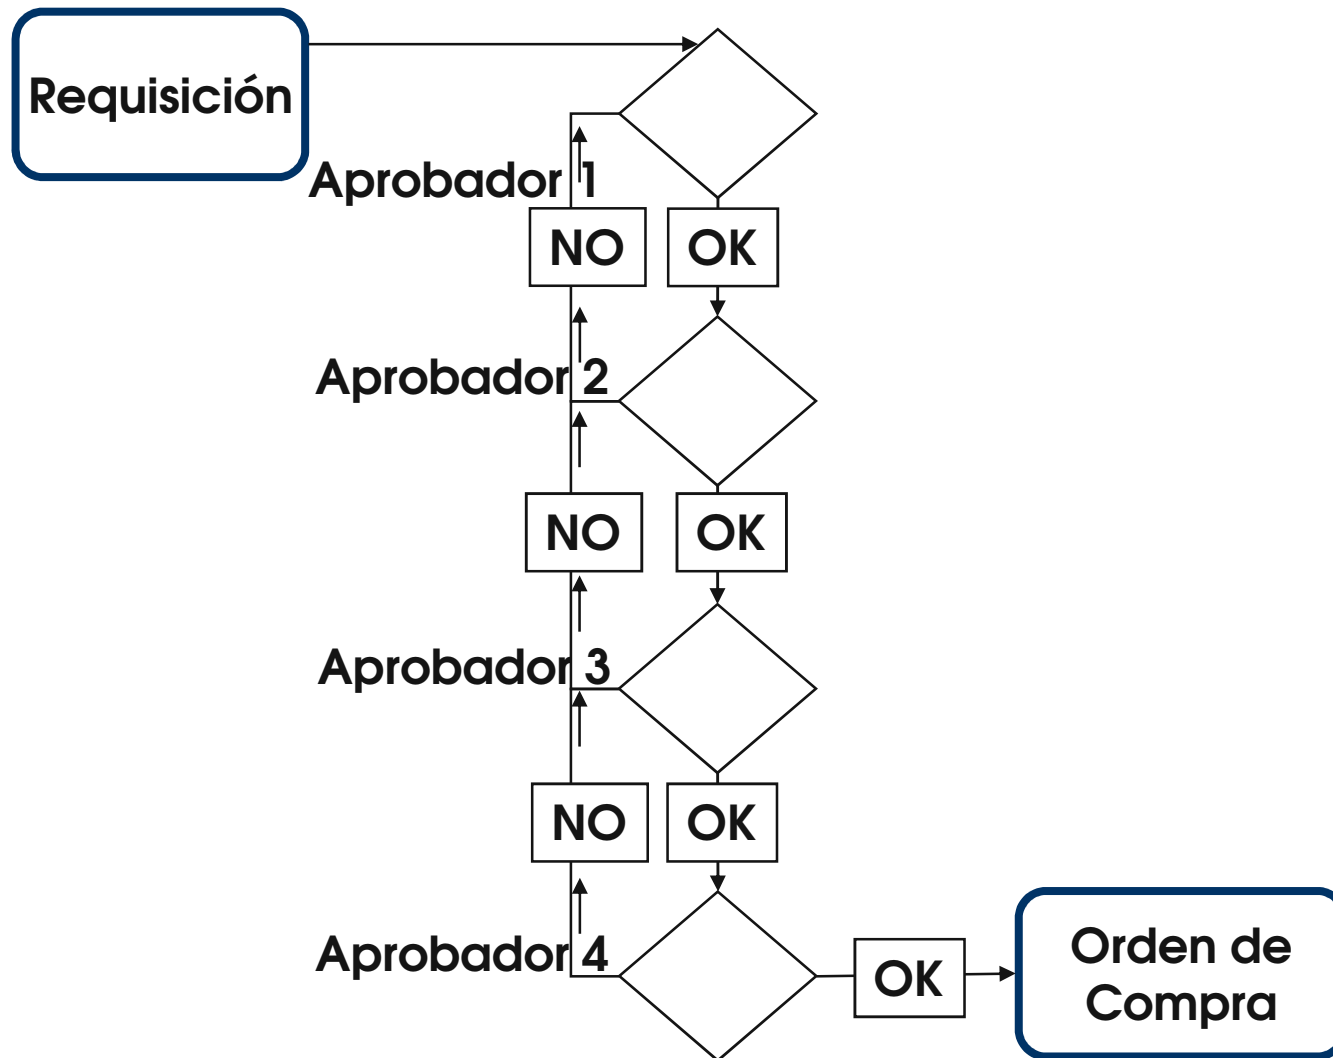 Requisición
Aprobador 1
NO
OK
Aprobador 2
NO
OK
Aprobador 3
NO
OK
Aprobador 4
OK
Orden de
Compra